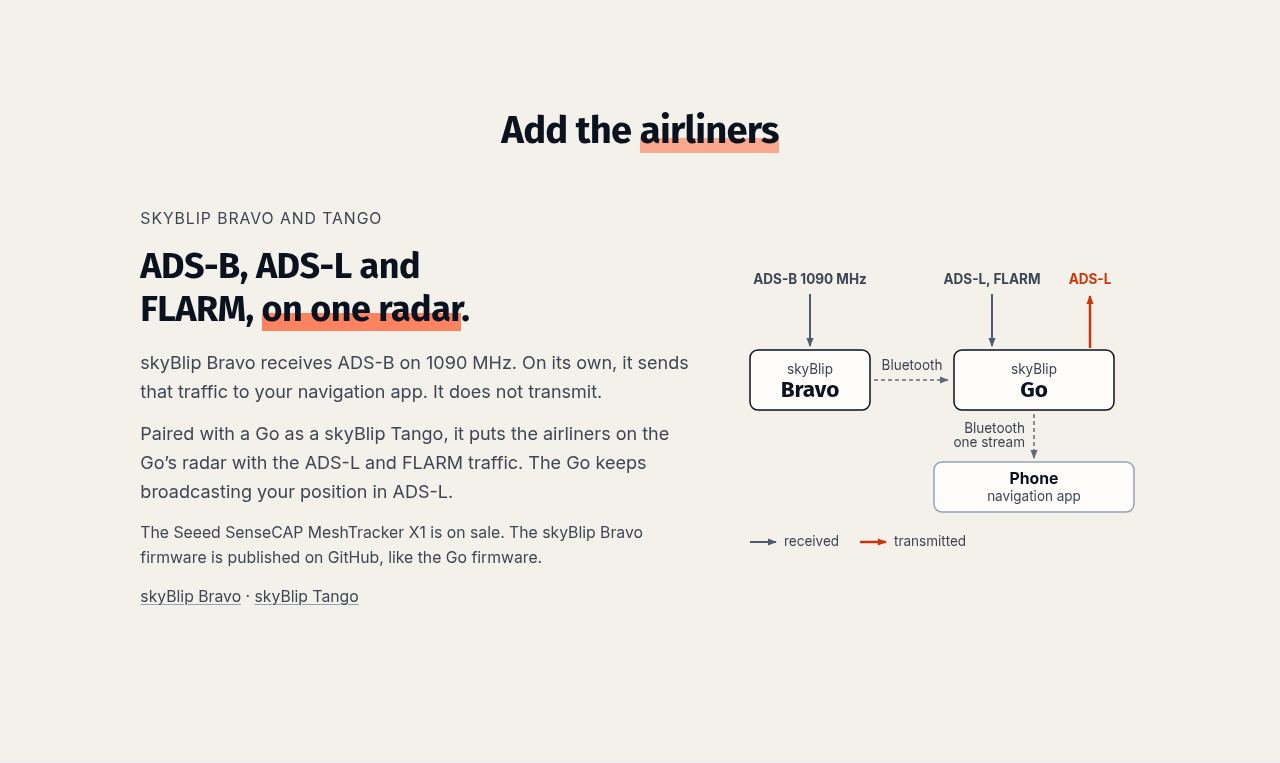 Add the airliners
SKYBLIP BRAVO AND TANGO
ADS-B, ADS-L and
FLARM, on one radar.
skyBlip Bravo receives ADS-B on 1090 MHz. On its own, it sends
that traffic to your navigation app. It does not transmit.
Paired with a Go as a skyBlip Tango, it puts the airliners on the
Go’s radar with the ADS-L and FLARM traffic. The Go keeps
broadcasting your position in ADS-L.
The Seeed SenseCAP MeshTracker X1 is on sale. The skyBlip Bravo
firmware is published on GitHub, like the Go firmware.
skyBlip Bravo · skyBlip Tango
ADS-B 1090 MHz
ADS-L, FLARM
ADS-L
skyBlip
Bravo
Bluetooth
skyBlip
Go
Bluetooth
one stream
Phone
navigation app
received
transmitted